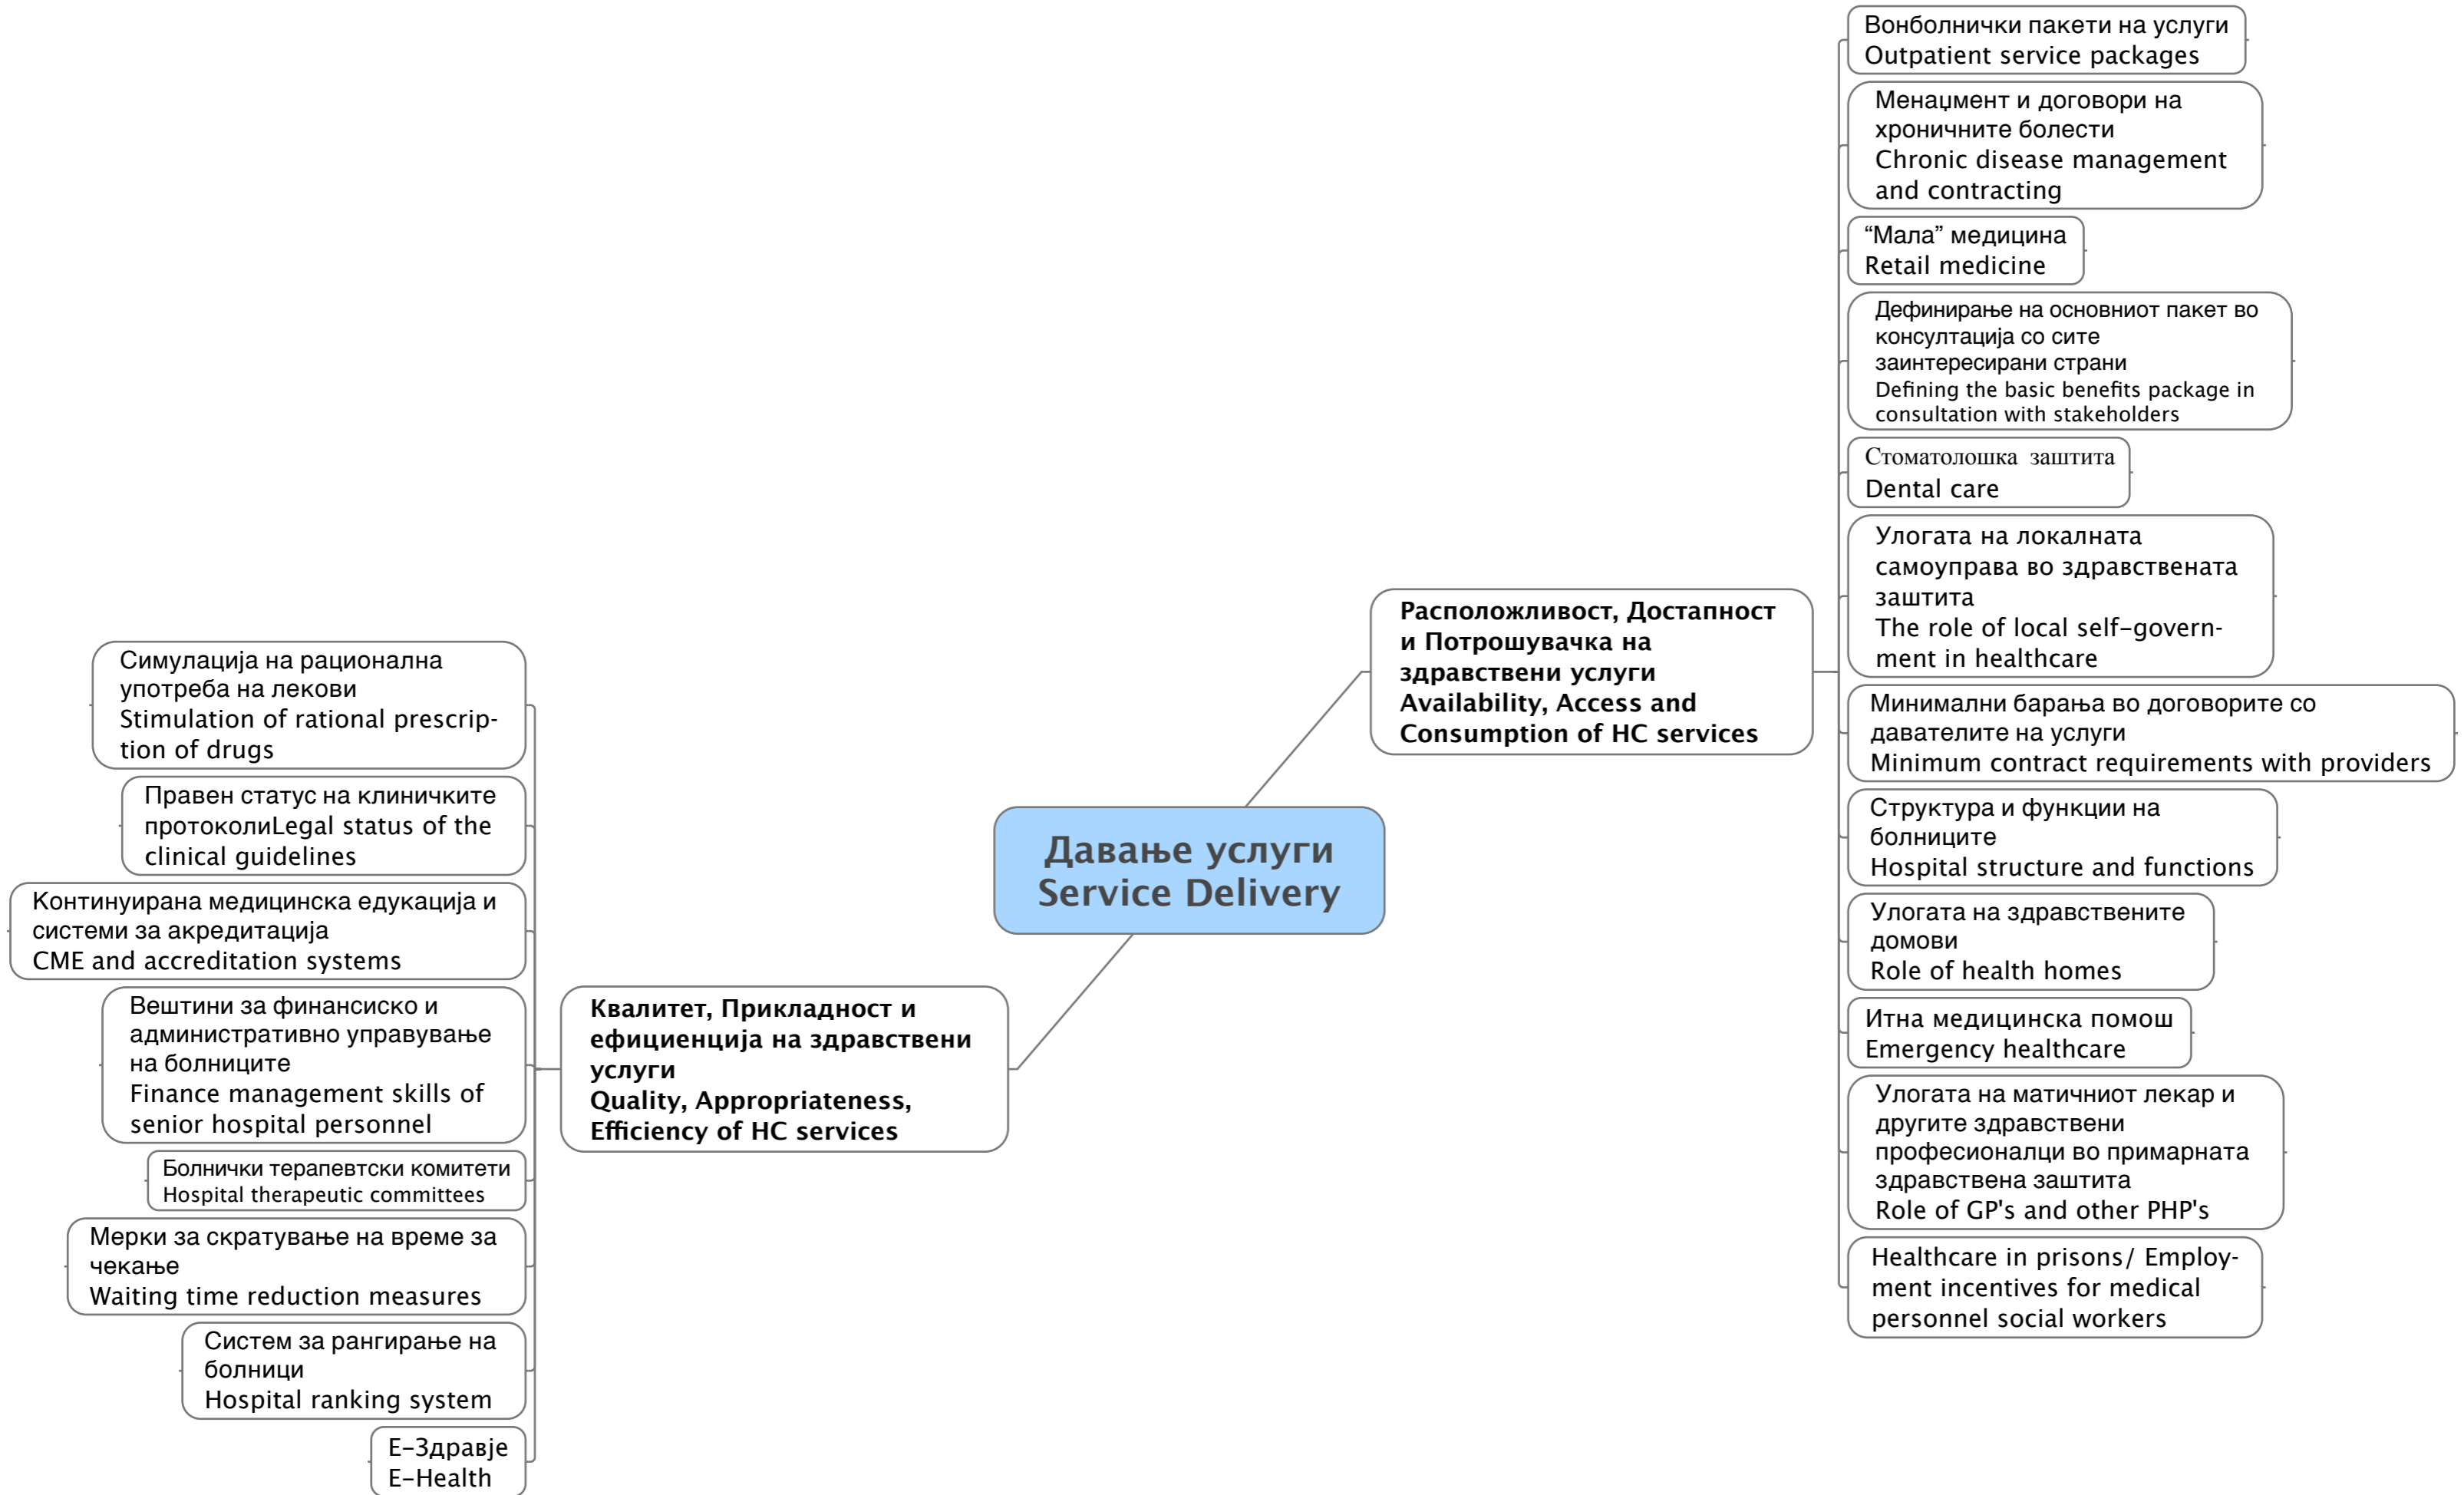 Давање услуги
Service Delivery
Расположливост, Достапност
и Потрошувачка на
здравствени услуги
Availability, Access and
Consumption of HC services
Вонболнички пакети на услуги
Outpatient service packages
Менаџмент и договори на
хроничните болести
Chronic disease management
and contracting
“Мала” медицина
Retail medicine
Дефинирање на основниот пакет во
консултација со сите
заинтересирани страни
Defining the basic benefits package in
consultation with stakeholders
Стоматолошка заштита
Dental care
Улогата на локалната
самоуправа во здравствената
заштита
The role of local self-govern-
ment in healthcare
Минимални барања во договорите со
давателите на услуги
Minimum contract requirements with providers
Структура и функции на
болниците
Hospital structure and functions
Улогата на здравствените
домови
Role of health homes
Итна медицинска помош
Emergency healthcare
Улогата на матичниот лекар и
другите здравствени
професионалци во примарната
здравствена заштита
Role of GP's and other PHP's
Healthcare in prisons/ Employ-
ment incentives for medical
personnel social workers
Квалитет, Прикладност и
ефициенција на здравствени
услуги
Quality, Appropriateness,
Efficiency of HC services
Симулација на рационална
употреба на лекови
Stimulation of rational prescrip-
tion of drugs
Правен статус на клиничките
протоколиLegal status of the
clinical guidelines
Континуирана медицинска едукација и
системи за акредитација
CME and accreditation systems
Вештини за финансиско и
административно управување
на болниците
Finance management skills of
senior hospital personnel
Болнички терапевтски комитети
Hospital therapeutic committees
Мерки за скратување на време за
чекање
Waiting time reduction measures
Систем за рангирање на
болници
Hospital ranking system
Е-Здравје
E-Health